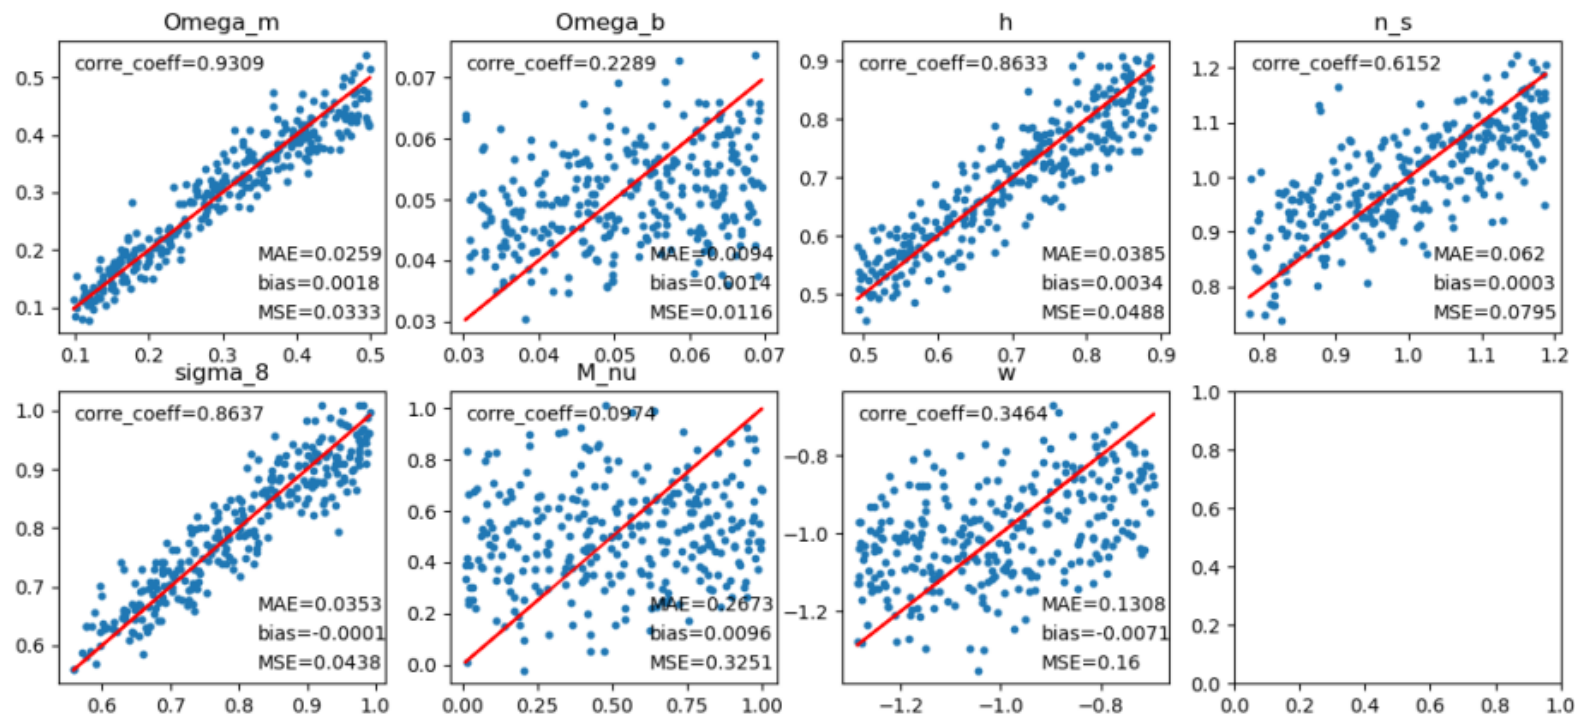 Omega_m
corre_coeff=0.9309
0.5
0.4
0.3
0.2
0.1
MAE=0.0259
bias=0.0018
MSE=0.0333
0.1 0.2 0.3 0.4 0.5
Omega_b
corre_coeff=0.2289
0.07
0.06
0.05
0.04
0.03
MAE=0.0094
bias=0.0014
MSE=0.0116
0.03 0.04 0.05 0.06 0.07
h
corre_coeff=0.8633
0.9
0.8
0.7
0.6
0.5
MAE=0.0385
bias=0.0034
MSE=0.0488
0.5 0.6 0.7 0.8 0.9
n_s
corre_coeff=0.6152
1.2
1.1
1.0
0.9
0.8
MAE=0.062
bias=0.0003
MSE=0.0795
0.8 0.9 1.0 1.1 1.2
sigma_8
corre_coeff=0.8637
1.0
0.9
0.8
0.7
0.6
MAE=0.0353
bias=-0.0001
MSE=0.0438
0.6 0.7 0.8 0.9 1.0
M_nu
corre_coeff=0.0974
1.0
0.8
0.6
0.4
0.2
0.0
MAE=0.2673
bias=0.0096
MSE=0.3251
0.00 0.25 0.50 0.75 1.00
w
corre_coeff=0.3464
−0.8
−1.0
−1.2
MAE=0.1308
bias=-0.0071
MSE=0.16
−1.2 −1.0 −0.8
1.0
0.8
0.6
0.4
0.2
0.0
0.0 0.2 0.4 0.6 0.8 1.0